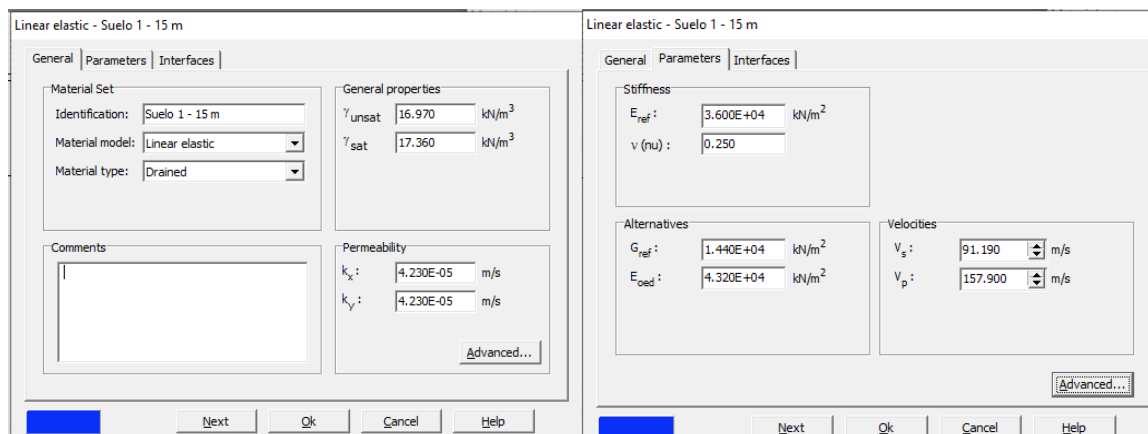 Linear elastic - Suelo 1 - 15 m
General Parameters Interfaces
Material Set
Identification: Suelo 1 - 15 m
Material model: Linear elastic
Material type: Drained
General properties
γunsat 16.970 kN/m³
γsat 17.360 kN/m³
Comments
Permeability
kx: 4.230E-05 m/s
ky: 4.230E-05 m/s
Advanced...
Next Ok Cancel Help
Linear elastic - Suelo 1 - 15 m
General Parameters Interfaces
Stiffness
Eref: 3.600E+04 kN/m²
ν (nu) : 0.250
Alternatives
Gref: 1.440E+04 kN/m²
Eoed: 4.320E+04 kN/m²
Velocities
Vs: 91.190 m/s
Vp: 157.900 m/s
Advanced...
Next Ok Cancel Help